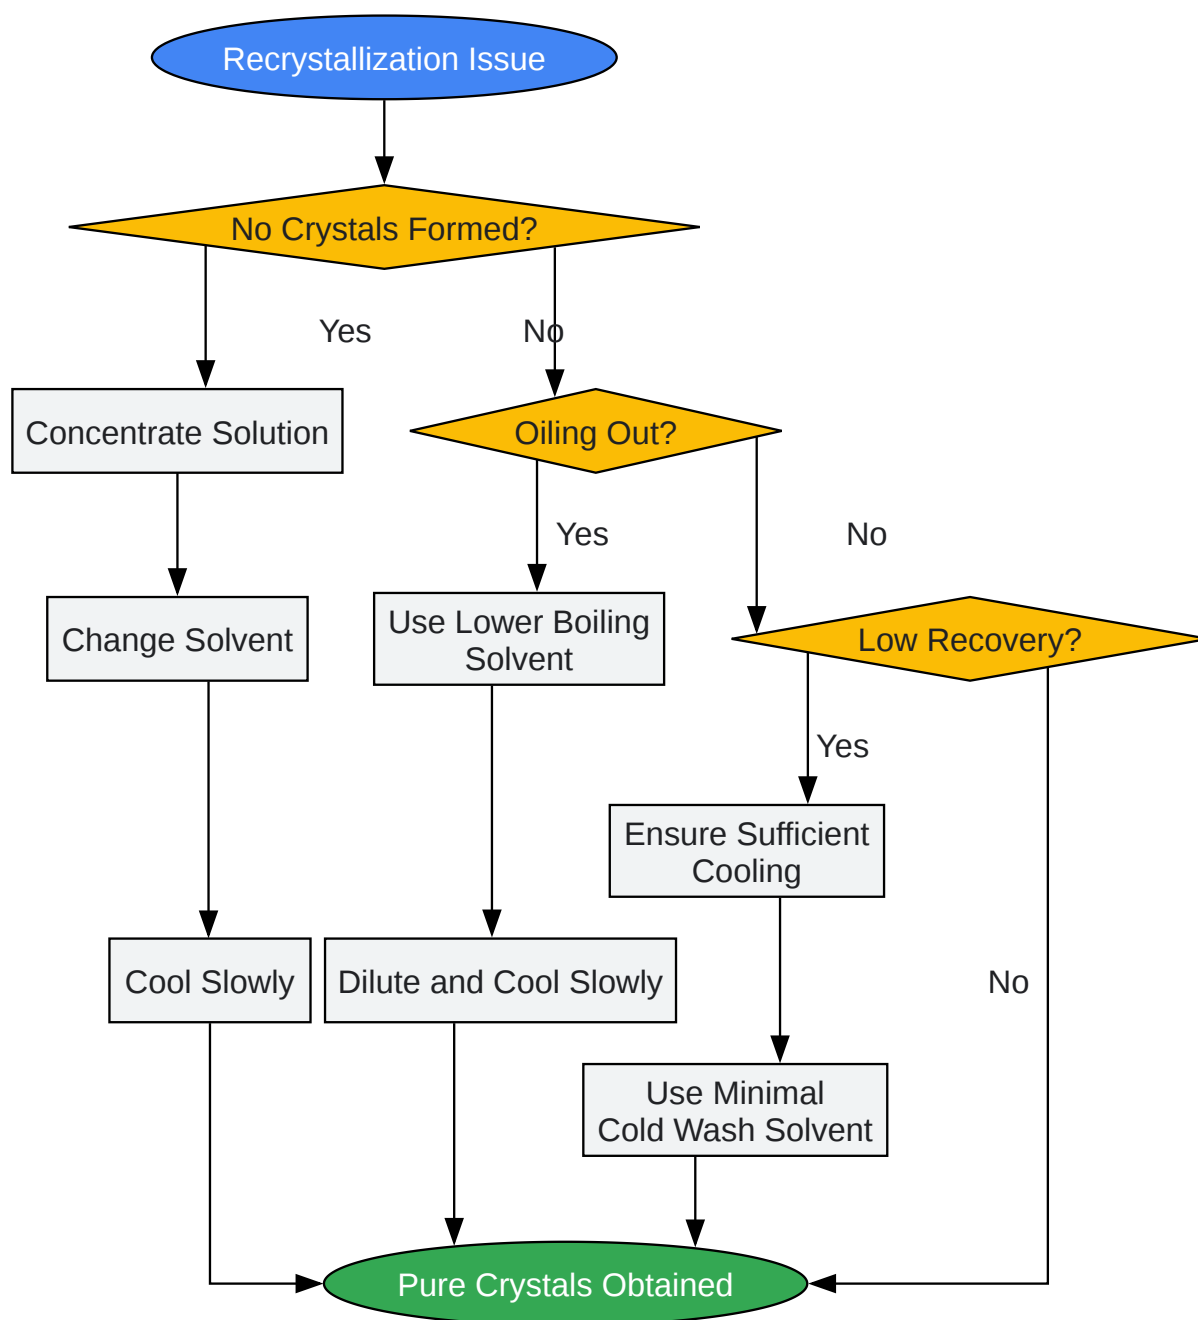 Recrystallization Issue
No Crystals Formed?
Yes
No
Concentrate Solution
Oiling Out?
Yes
No
Change Solvent
Use Lower Boiling
Solvent
Low Recovery?
Yes
Ensure Sufficient
Cooling
Cool Slowly
Dilute and Cool Slowly
No
Use Minimal
Cold Wash Solvent
Pure Crystals Obtained